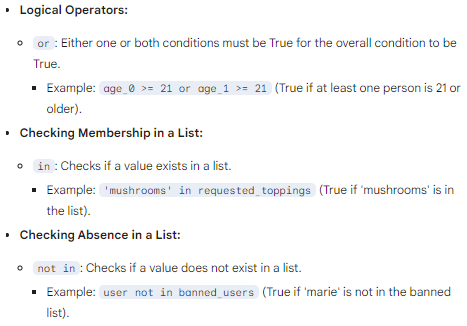 • Logical Operators:
○ or : Either one or both conditions must be True for the overall condition to be
True.
▪ Example: age_0 >= 21 or age_1 >= 21 (True if at least one person is 21 or
older).
• Checking Membership in a List:
○ in : Checks if a value exists in a list.
▪ Example: 'mushrooms' in requested_toppings (True if 'mushrooms' is in
the list).
• Checking Absence in a List:
○ not in : Checks if a value does not exist in a list.
▪ Example: user not in banned_users (True if 'marie' is not in the banned
list).